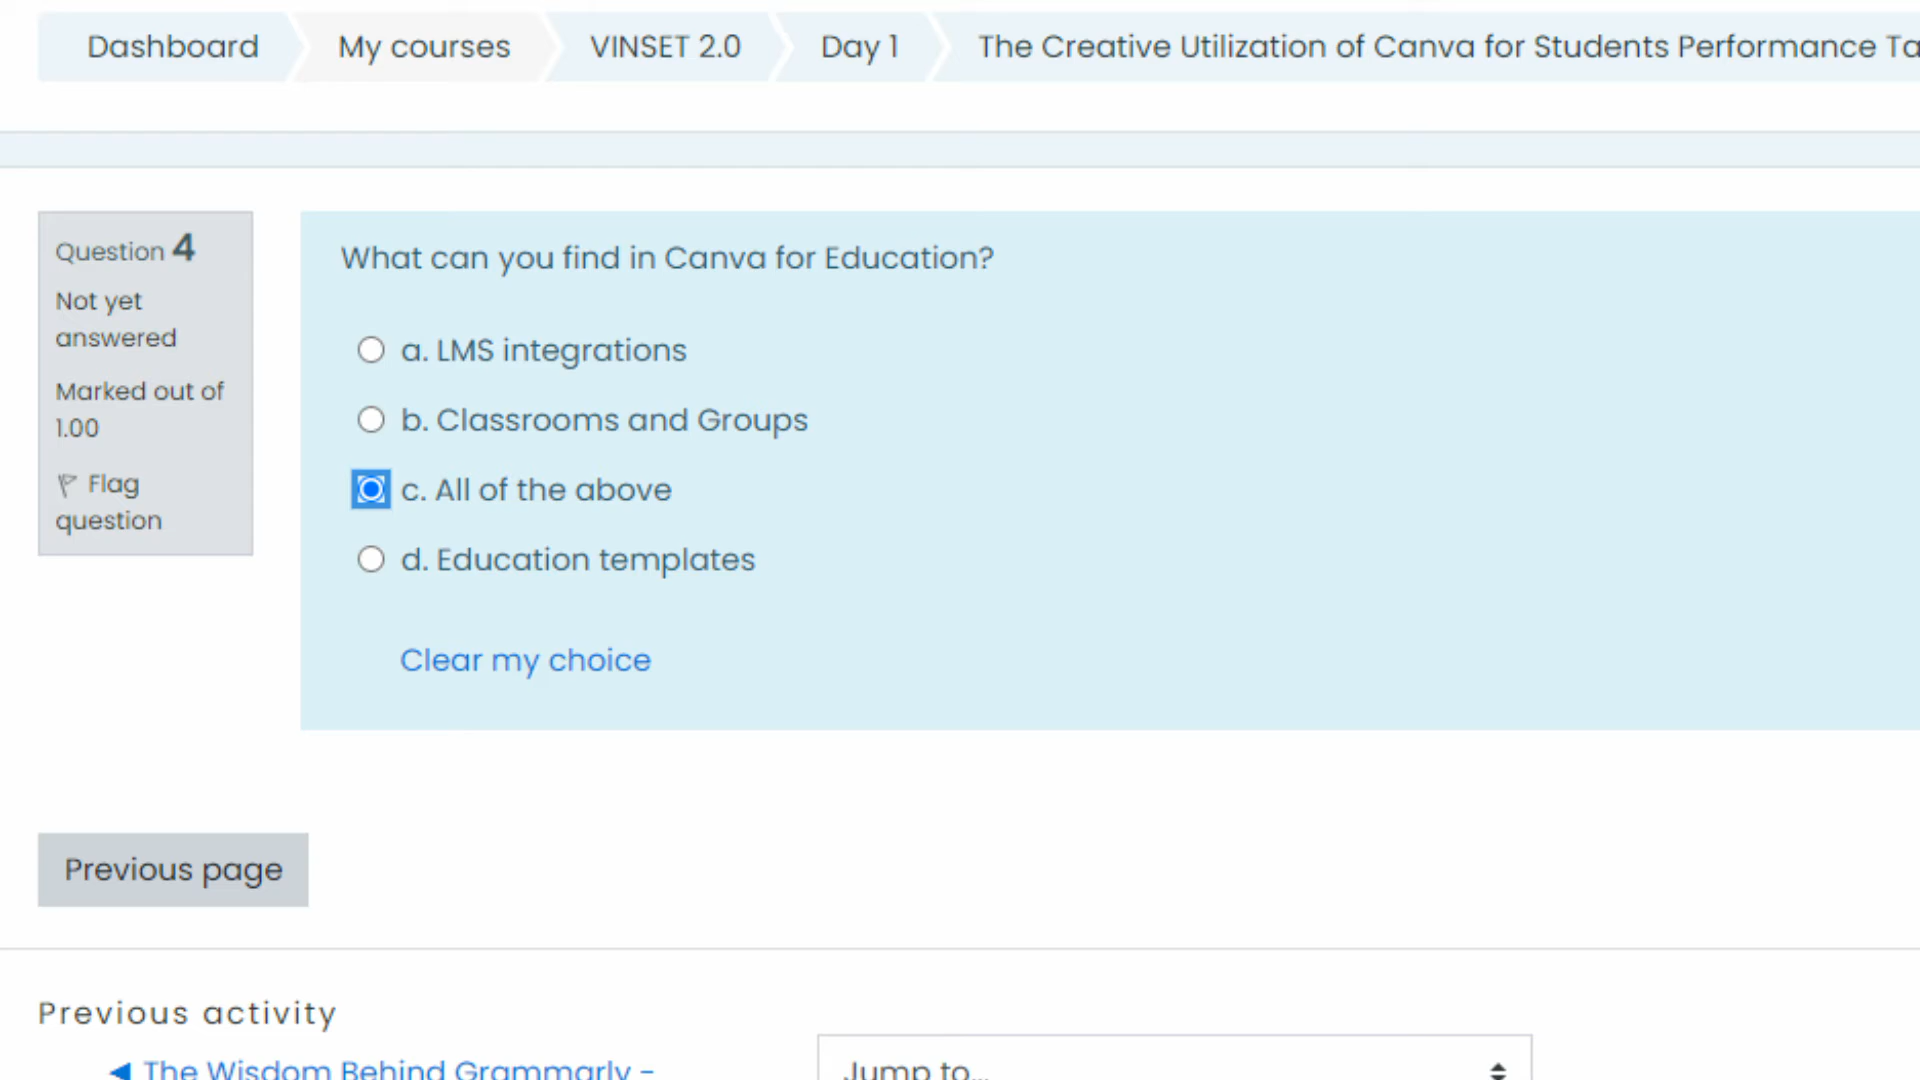 Dashboard My courses VINSET 2.0 Day 1 The Creative Utilization of Canva for Students Performance Ta
Question 4
Not yet
answered
Marked out of
1.00
Flag
question
What can you find in Canva for Education?
a. LMS integrations
b. Classrooms and Groups
c. All of the above
d. Education templates
Clear my choice
Previous page
Previous activity
◄ The Wisdom Behind Grammarly -
Jump to...